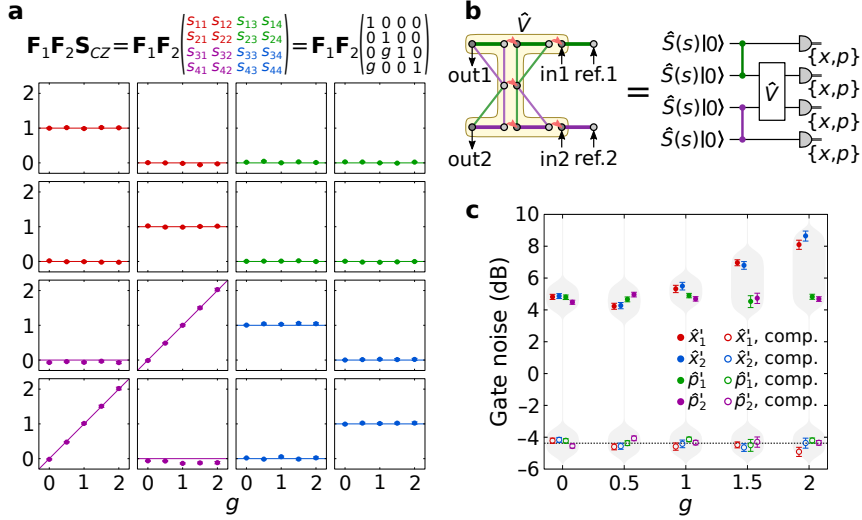 a
F₁F₂S_CZ = F₁F₂ (s₁₁ s₁₂ s₁₃ s₁₄ = F₁F₂ (1 0 0 0
s₂₁ s₂₂ s₂₃ s₂₄ 0 1 0 0
s₃₁ s₃₂ s₃₃ s₃₄ 0 g 1 0
s₄₁ s₄₂ s₄₃ s₄₄) g 0 0 1)
2
1
0
2
1
0
2
1
0
2
1
0
0 1 2 0 1 2 0 1 2 0 1 2
g
b
V̂
out1 in1 ref.1
out2 in2 ref.2
=
Ŝ(s)|0⟩ {x,p}
Ŝ(s)|0⟩ {x,p}
V̂
Ŝ(s)|0⟩ {x,p}
Ŝ(s)|0⟩ {x,p}
c
Gate noise (dB)
10
8
6
4
2
0
−2
−4
−6
x̂₁' x̂₁', comp.
x̂₂' x̂₂', comp.
p̂₁' p̂₁', comp.
p̂₂' p̂₂', comp.
0 0.5 1 1.5 2
g